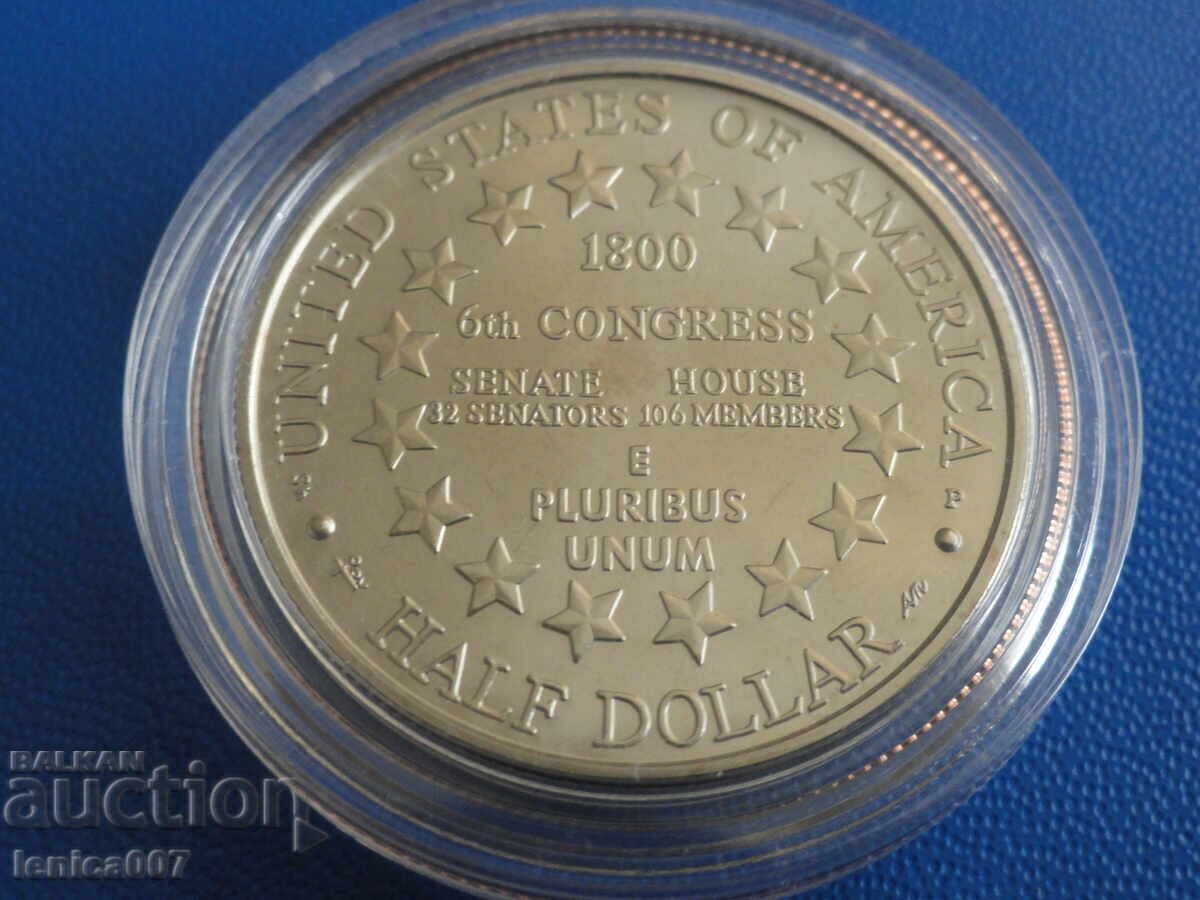 UNITED STATES OF AMERICA
1800
6th CONGRESS
SENATE HOUSE
32 SENATORS 106 MEMBERS
E
PLURIBUS
UNUM
P
HALF DOLLAR
BALKAN
auction
lenica007